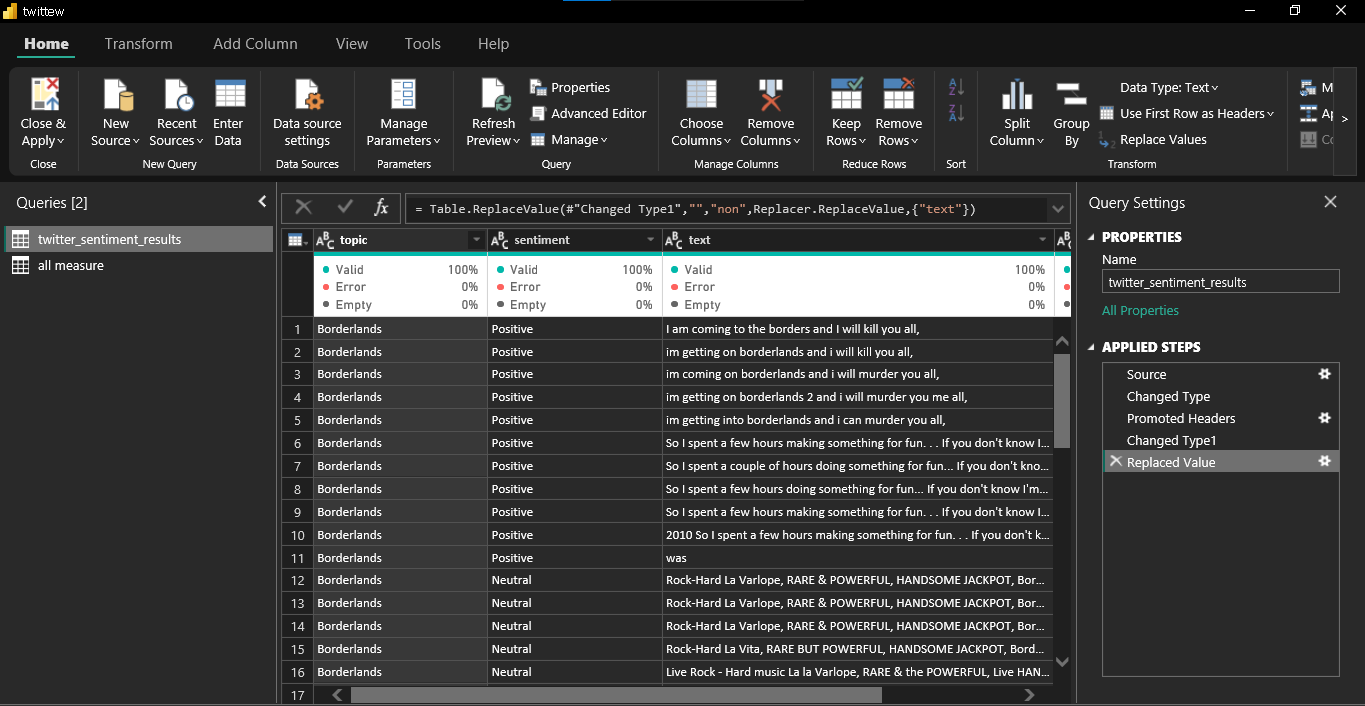 twittew
Home Transform Add Column View Tools Help
Close & Apply
New Source
Recent Sources
Enter Data
Data source settings
Manage Parameters
Refresh Preview
Properties
Advanced Editor
Manage
Choose Columns
Remove Columns
Keep Rows
Remove Rows
Split Column
Group By
Data Type: Text
Use First Row as Headers
Replace Values
Close New Query Data Sources Parameters Query Manage Columns Reduce Rows Sort Transform
Queries [2]
twitter_sentiment_results
all measure
fx = Table.ReplaceValue(#"Changed Type1","","non",Replacer.ReplaceValue,{"text"})
ABC topic ABC sentiment ABC text
Valid 100% Valid 100% Valid 100%
Error 0% Error 0% Error 0%
Empty 0% Empty 0% Empty 0%
1 Borderlands Positive I am coming to the borders and I will kill you all,
2 Borderlands Positive im getting on borderlands and i will kill you all,
3 Borderlands Positive im coming on borderlands and i will murder you all,
4 Borderlands Positive im getting on borderlands 2 and i will murder you me all,
5 Borderlands Positive im getting into borderlands and i can murder you all,
6 Borderlands Positive So I spent a few hours making something for fun. . . If you don't know I...
7 Borderlands Positive So I spent a couple of hours doing something for fun... If you don't kno...
8 Borderlands Positive So I spent a few hours doing something for fun... If you don't know I'm...
9 Borderlands Positive So I spent a few hours making something for fun. . . If you don't know I...
10 Borderlands Positive 2010 So I spent a few hours making something for fun. . . If you don't k...
11 Borderlands Positive was
12 Borderlands Neutral Rock-Hard La Varlope, RARE & POWERFUL, HANDSOME JACKPOT, Bor...
13 Borderlands Neutral Rock-Hard La Varlope, RARE & POWERFUL, HANDSOME JACKPOT, Bor...
14 Borderlands Neutral Rock-Hard La Varlope, RARE & POWERFUL, HANDSOME JACKPOT, Bor...
15 Borderlands Neutral Rock-Hard La Vita, RARE BUT POWERFUL, HANDSOME JACKPOT, Bord...
16 Borderlands Neutral Live Rock - Hard music La la Varlope, RARE & the POWERFUL, Live HAN...
17
Query Settings
PROPERTIES
Name
twitter_sentiment_results
All Properties
APPLIED STEPS
Source
Changed Type
Promoted Headers
Changed Type1
Replaced Value